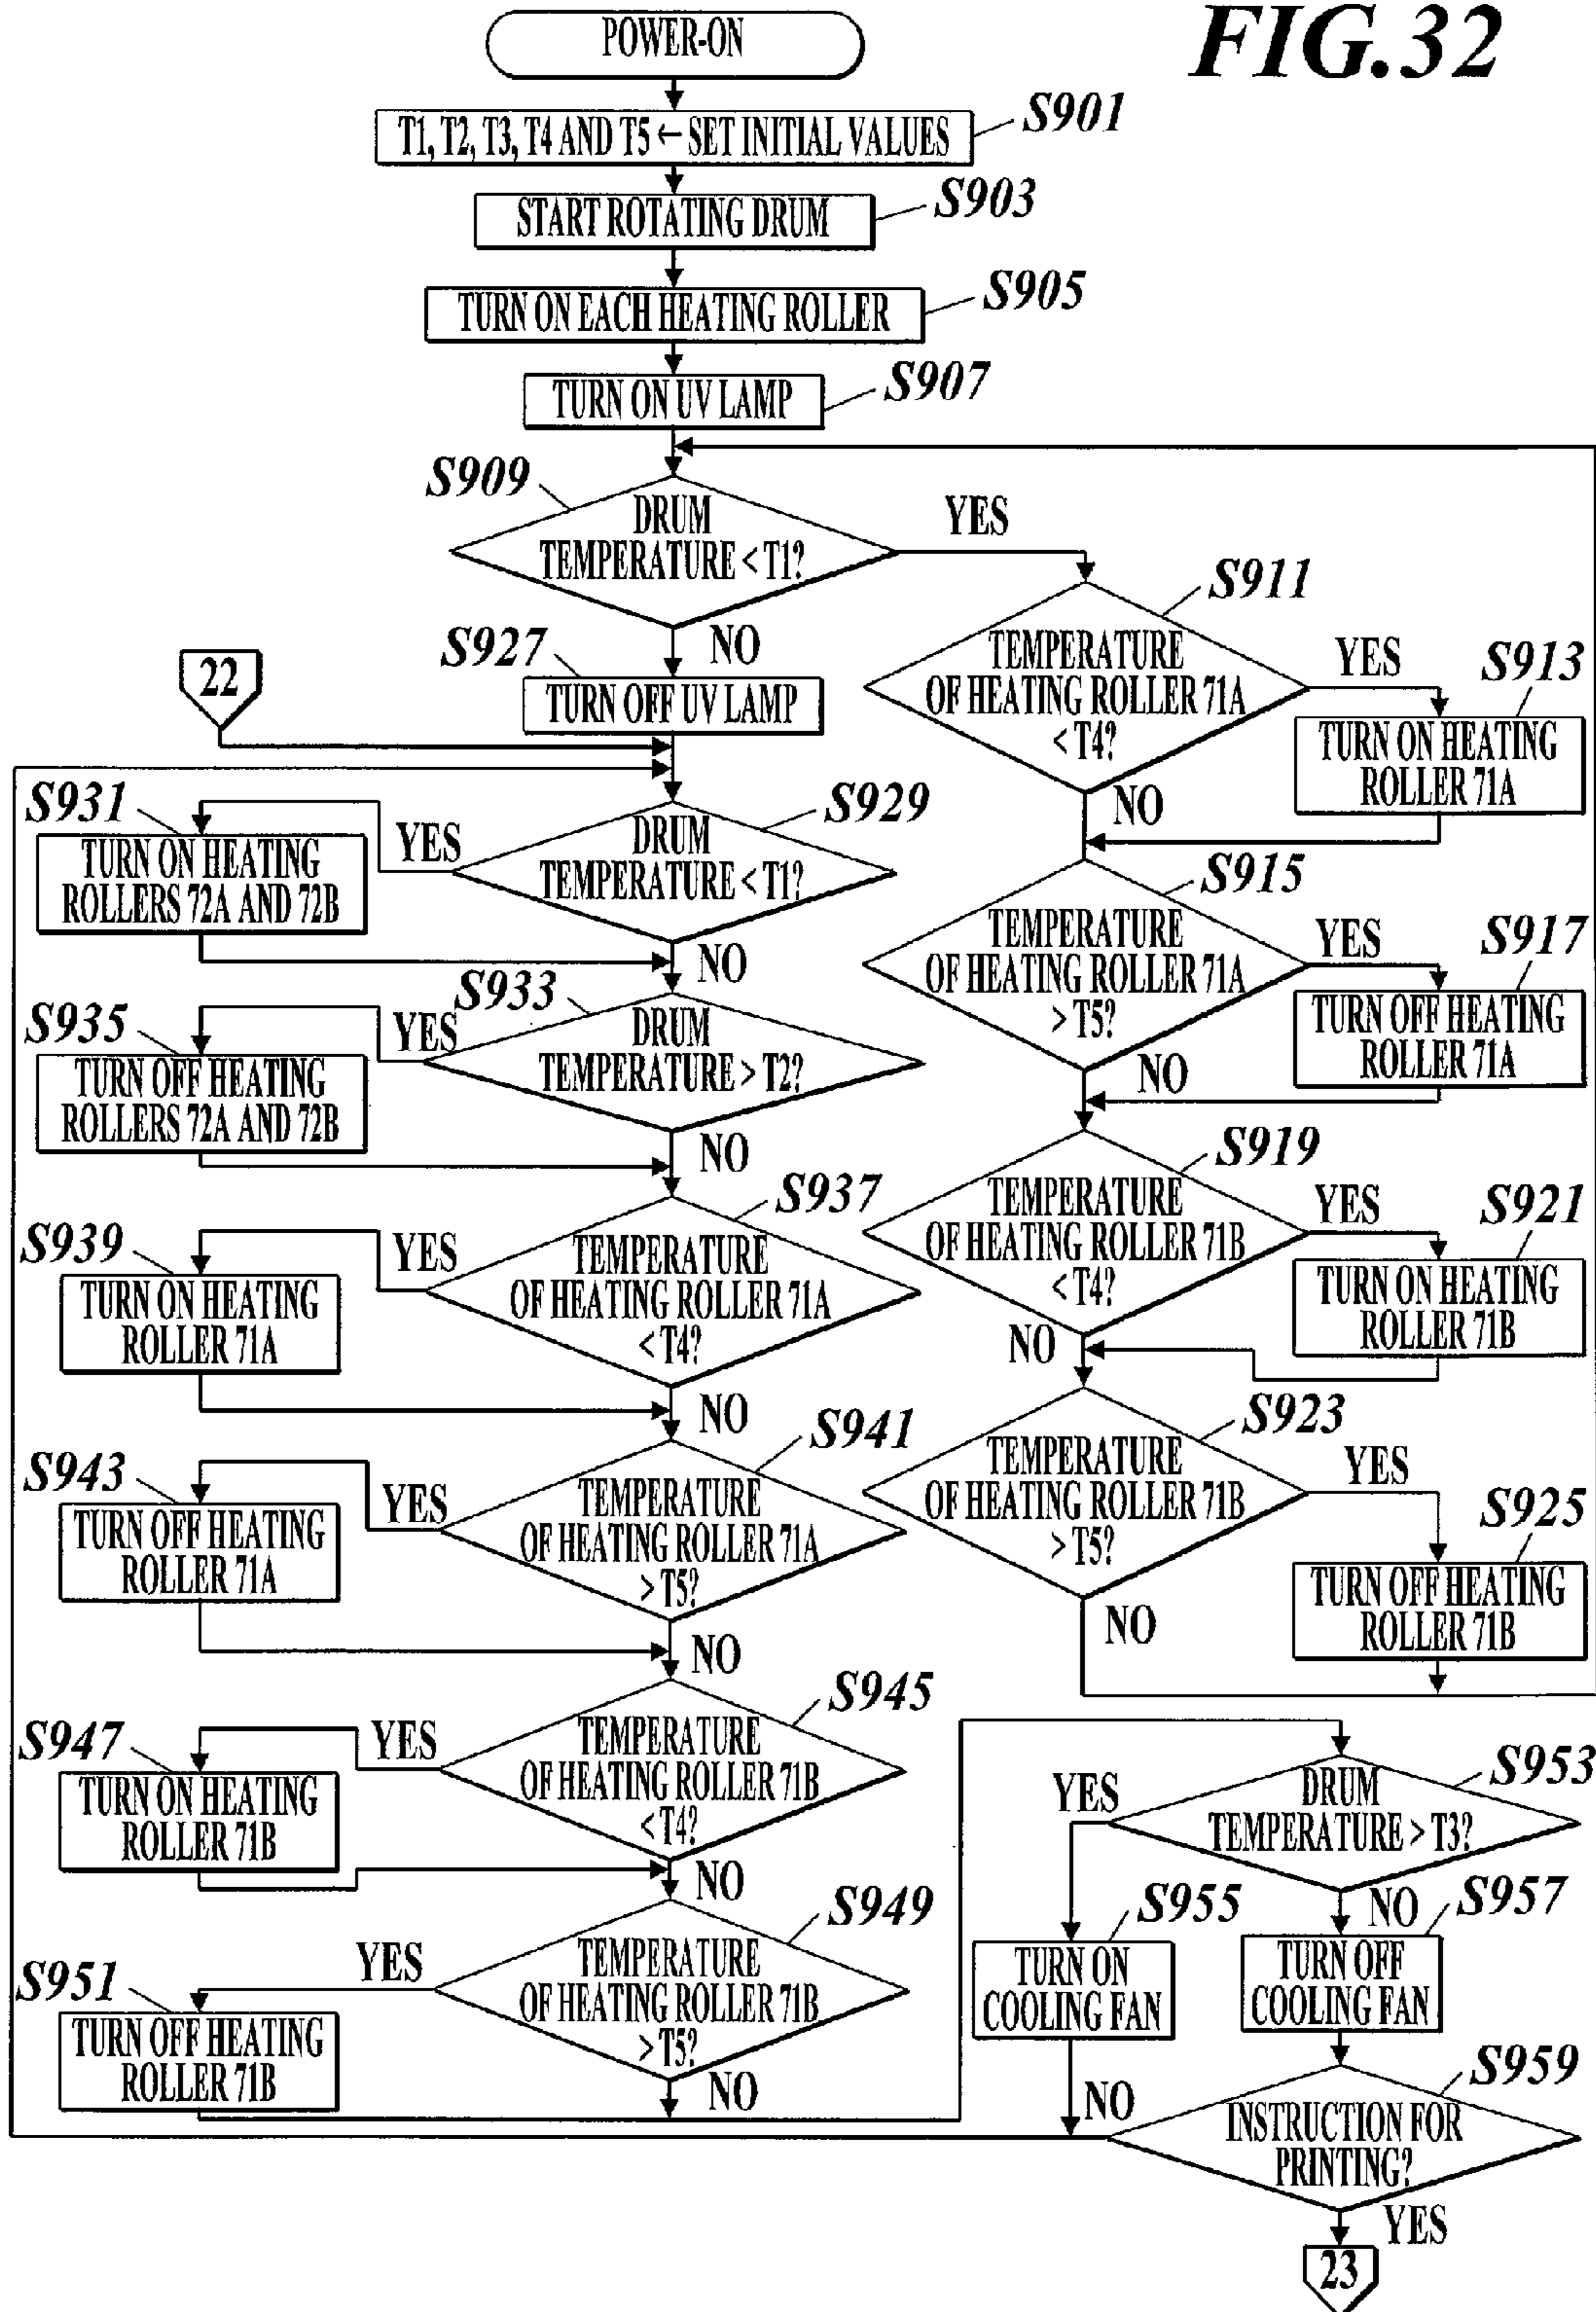 FIG.32
POWER-ON
T1, T2, T3, T4 AND T5 ← SET INITIAL VALUES
S901
START ROTATING DRUM
S903
TURN ON EACH HEATING ROLLER
S905
TURN ON UV LAMP
S907
S909
DRUM
TEMPERATURE < T1?
YES
NO
S911
TEMPERATURE
OF HEATING ROLLER 71A
< T4?
YES
NO
S913
TURN ON HEATING
ROLLER 71A
S915
TEMPERATURE
OF HEATING ROLLER 71A
> T5?
YES
NO
S917
TURN OFF HEATING
ROLLER 71A
S919
TEMPERATURE
OF HEATING ROLLER 71B
< T4?
YES
NO
S921
TURN ON HEATING
ROLLER 71B
S923
TEMPERATURE
OF HEATING ROLLER 71B
> T5?
YES
NO
S925
TURN OFF HEATING
ROLLER 71B
S927
TURN OFF UV LAMP
22
S929
DRUM
TEMPERATURE < T1?
YES
NO
S931
TURN ON HEATING
ROLLERS 72A AND 72B
S933
DRUM
TEMPERATURE > T2?
YES
NO
S935
TURN OFF HEATING
ROLLERS 72A AND 72B
S937
TEMPERATURE
OF HEATING ROLLER 71A
< T4?
YES
NO
S939
TURN ON HEATING
ROLLER 71A
S941
TEMPERATURE
OF HEATING ROLLER 71A
> T5?
YES
NO
S943
TURN OFF HEATING
ROLLER 71A
S945
TEMPERATURE
OF HEATING ROLLER 71B
< T4?
YES
NO
S947
TURN ON HEATING
ROLLER 71B
S949
TEMPERATURE
OF HEATING ROLLER 71B
> T5?
YES
NO
S951
TURN OFF HEATING
ROLLER 71B
S953
DRUM
TEMPERATURE > T3?
YES
NO
S955
TURN ON
COOLING FAN
S957
TURN OFF
COOLING FAN
S959
INSTRUCTION FOR
PRINTING?
NO
YES
23